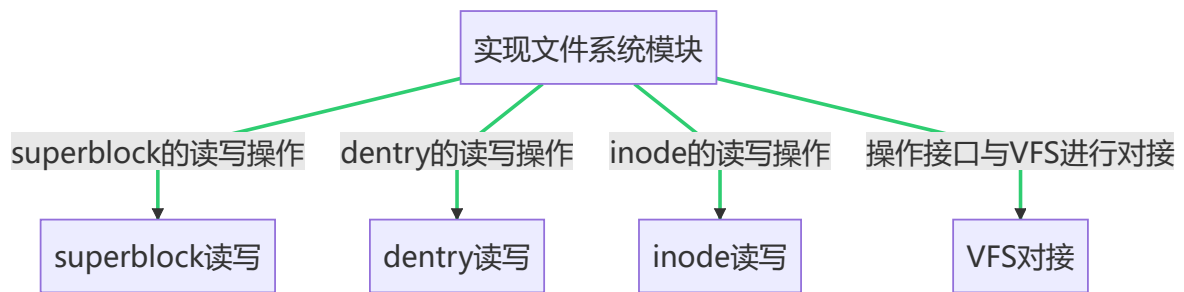 实现文件系统模块
superblock的读写操作
dentry的读写操作
inode的读写操作
操作接口与VFS进行对接
superblock读写
dentry读写
inode读写
VFS对接